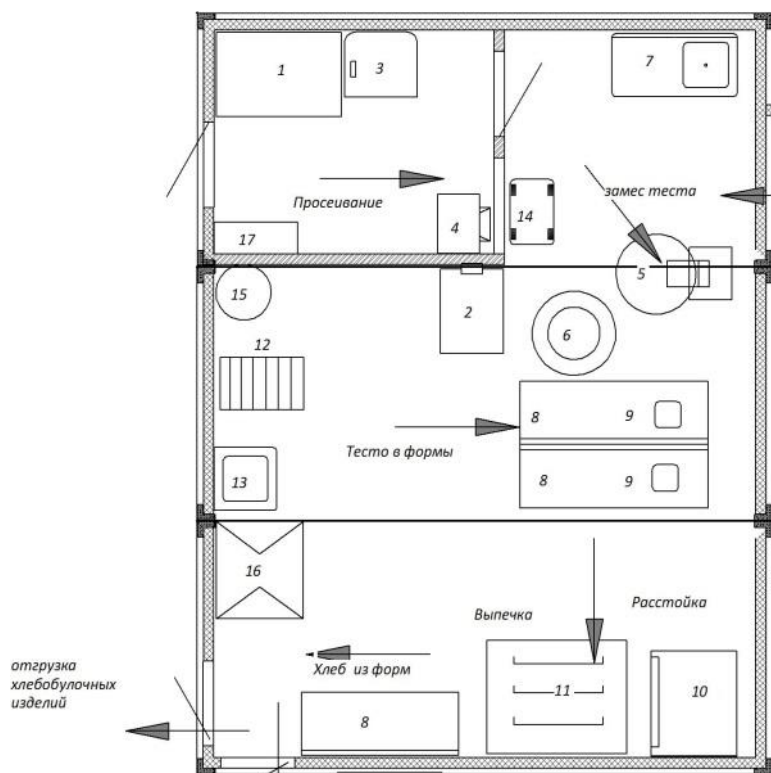 1
3
7
Просеивание
4
14
замес теста
17
15
2
5
6
12
8
9
Тесто в формы
13
8
9
16
Выпечка
Расстойка
отгрузка
хлебобулочных
изделий
Хлеб из форм
8
11
10